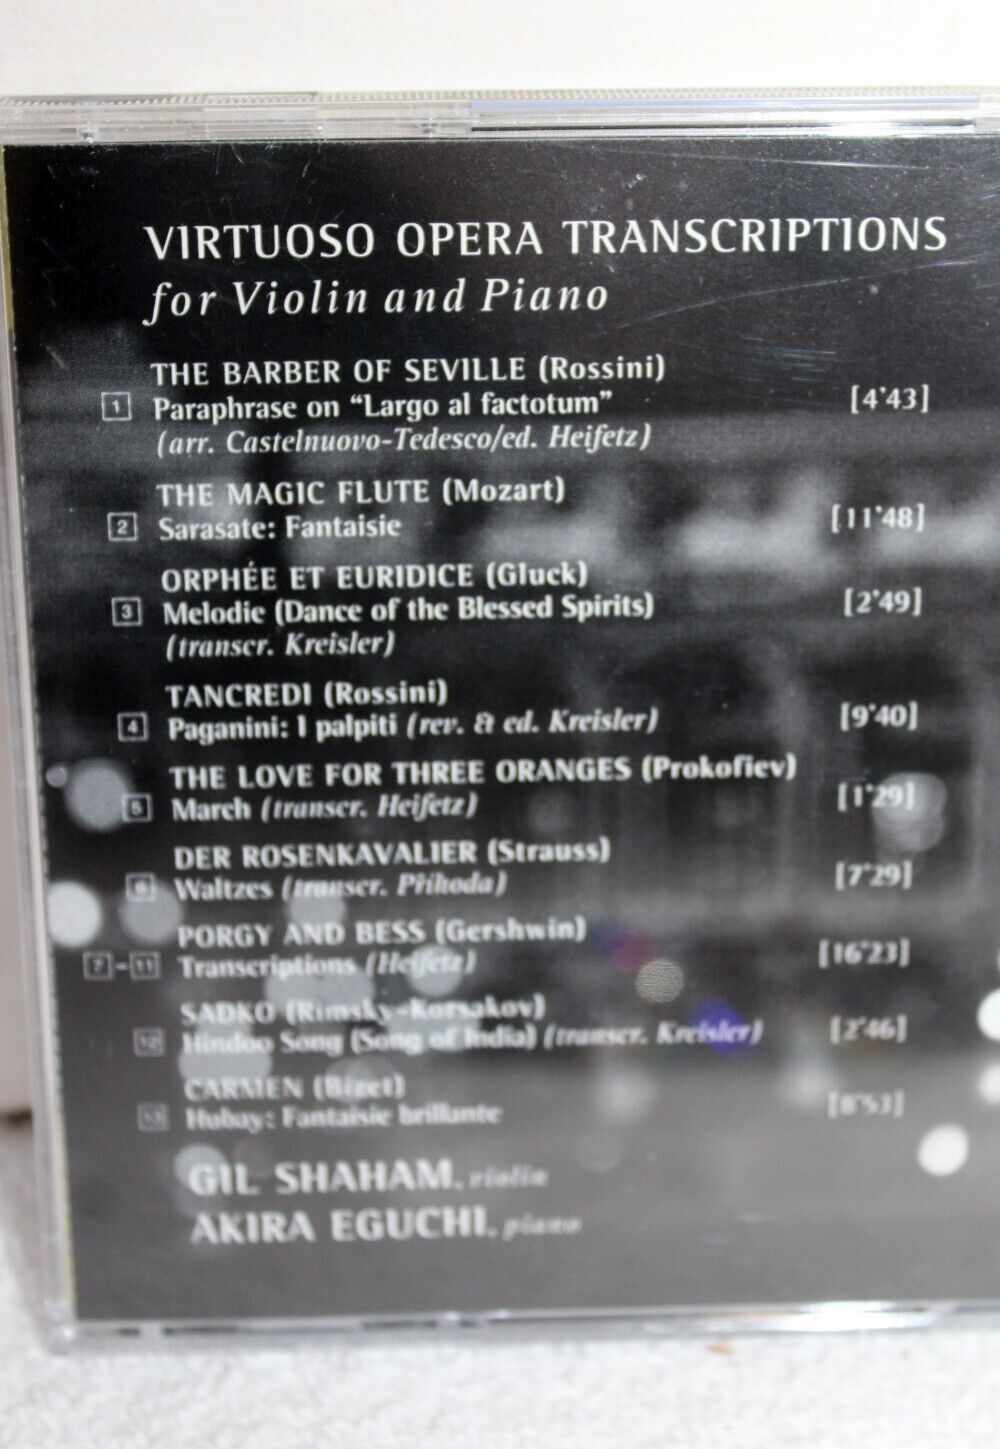 VIRTUOSO OPERA TRANSCRIPTIONS
for Violin and Piano
THE BARBER OF SEVILLE (Rossini)
1 Paraphrase on “Largo al factotum” [4'43]
(arr. Castelnuovo-Tedesco/ed. Heifetz)
THE MAGIC FLUTE (Mozart)
2 Sarasate: Fantaisie [11'48]
ORPHÉE ET EURIDICE (Gluck)
3 Melodie (Dance of the Blessed Spirits) [2'49]
(transcr. Kreisler)
TANCREDI (Rossini)
4 Paganini: I palpiti (rev. & ed. Kreisler) [9'40]
THE LOVE FOR THREE ORANGES (Prokofiev)
5 March (transcr. Heifetz) [1'29]
DER ROSENKAVALIER (Strauss)
6 Waltzes (transcr. Příhoda) [7'29]
PORGY AND BESS (Gershwin)
7-11 Transcriptions (Heifetz) [16'23]
SADKO (Rimsky-Korsakov)
12 Hindoo Song (Song of India) (transcr. Kreisler) [2'46]
CARMEN (Bizet)
13 Hubay: Fantaisie brillante [8'53]
GIL SHAHAM, violin
AKIRA EGUCHI, piano